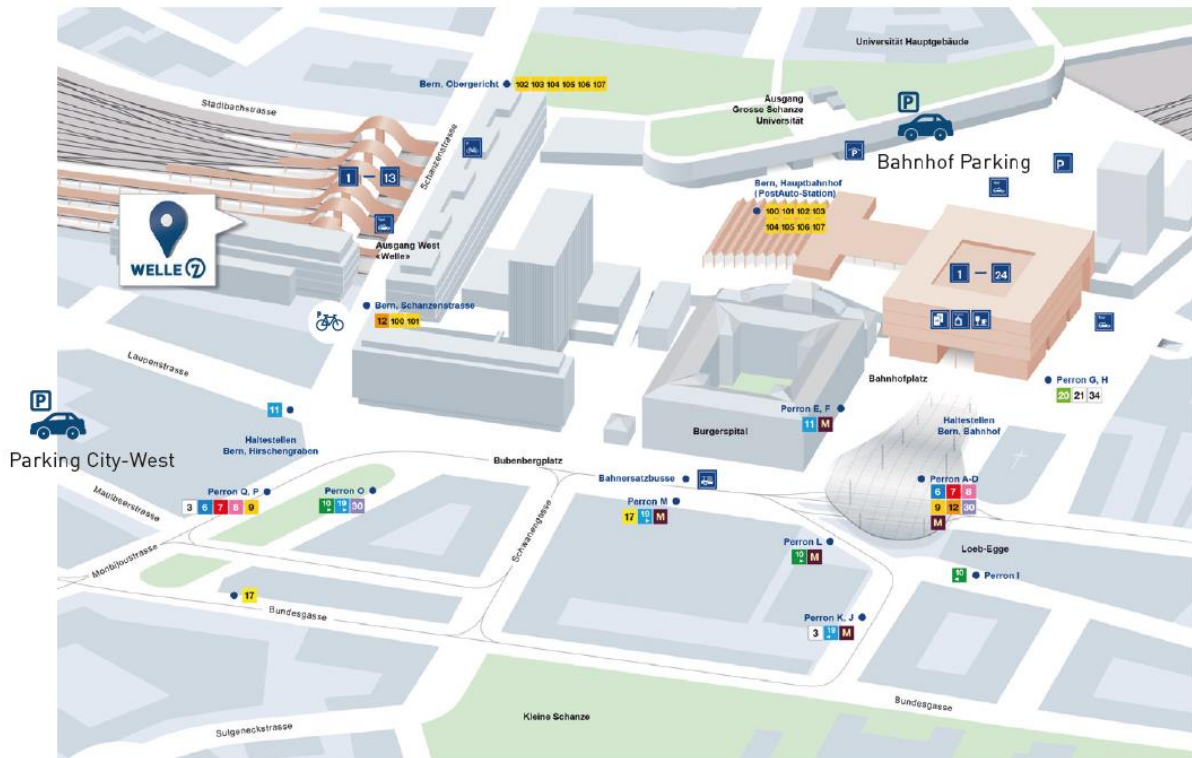 Universität Hauptgebäude
Bern, Obergericht
102 103 104 105 106 107
Stadtbachstrasse
Ausgang
Grosse Schanze
Universität
P
Bahnhof Parking
Schanzenstrasse
P
1 – 13
Bern, Hauptbahnhof
(PostAuto-Station)
100 101 102 103
104 105 106 107
WELLE 7
Ausgang West
«Welle»
1 – 24
P
Bern, Schanzenstrasse
12 100 101
Laupenstrasse
Bahnhofplatz
Perron G, H
20 21 34
P
Parking City-West
11
Haltestellen
Bern, Hirschengraben
Perron E, F
11 M
Burgerspital
Haltestellen
Bern, Bahnhof
Bubenbergplatz
Bahnersatzbusse
Perron A-D
6 7 8
9 12 30
M
Maulbeerstrasse
Perron Q, P
3 6 7 8 9
Perron O
10 19 30
Perron M
17 19 M
Schwanengasse
Perron L
10 M
Loeb-Egge
Monbijoustrasse
10
Perron I
17
Bundesgasse
Perron K, J
3 19 M
Bundesgasse
Kleine Schanze
Sulgeneckstrasse